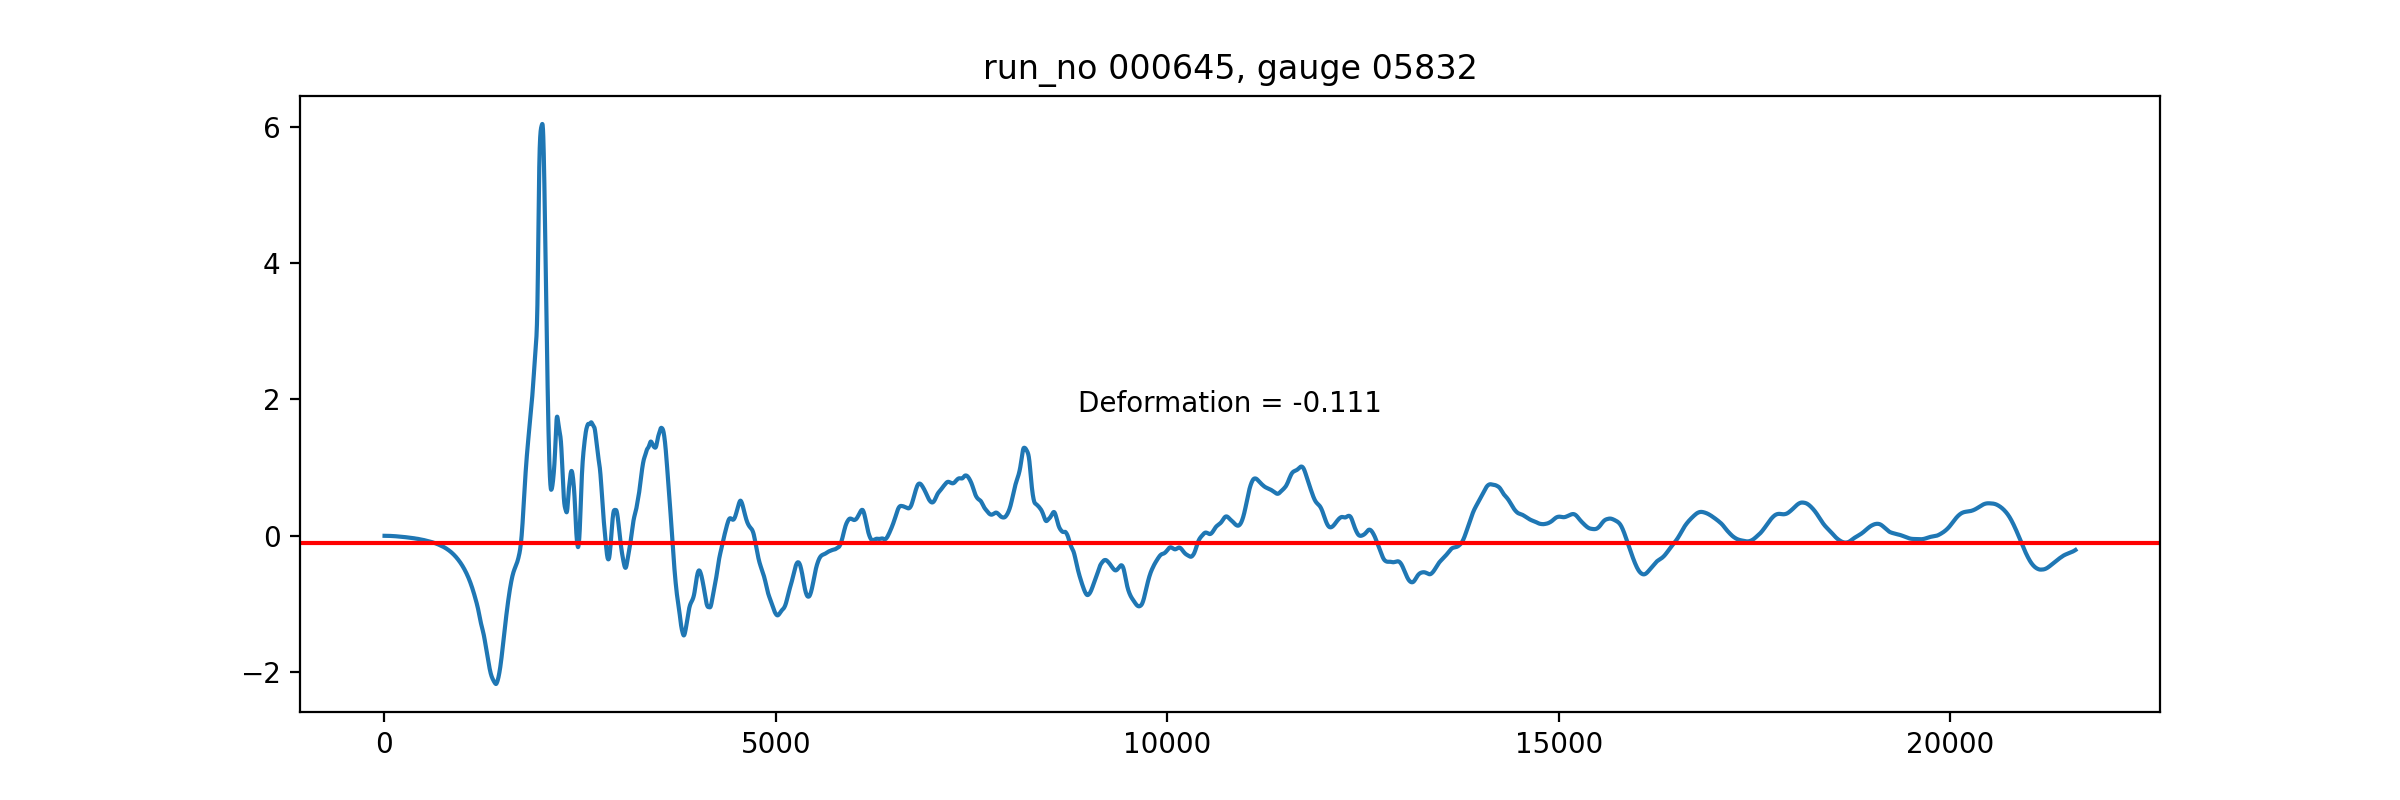 run_no 000645, gauge 05832
6
4
2
0
−2
Deformation = -0.111
0 5000 10000 15000 20000